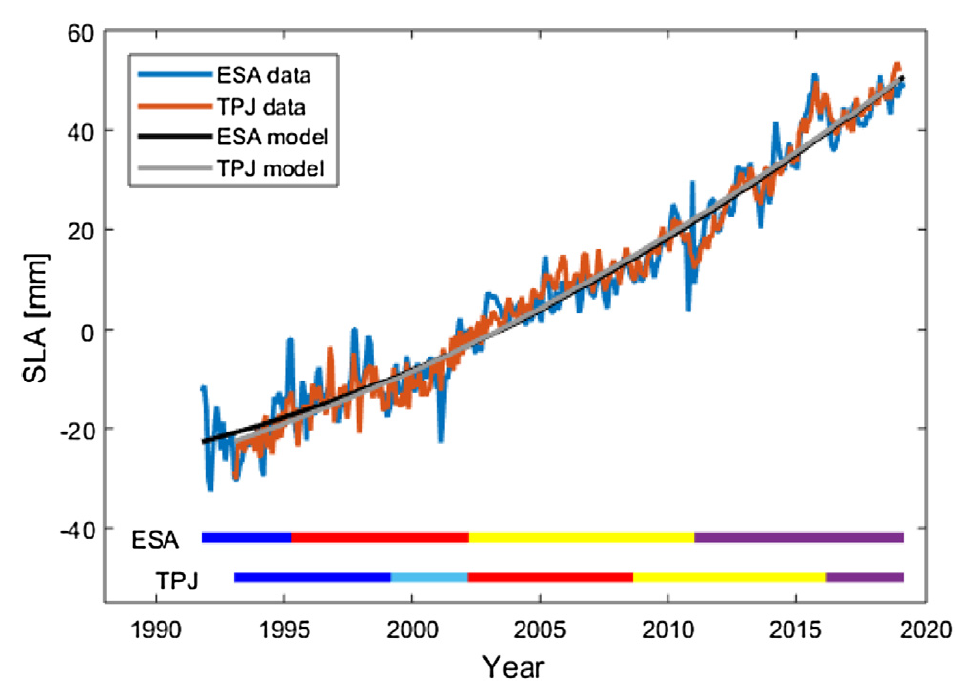 60
40
20
0
-20
-40
SLA [mm]
ESA data
TPJ data
ESA model
TPJ model
ESA
TPJ
1990 1995 2000 2005 2010 2015 2020
Year